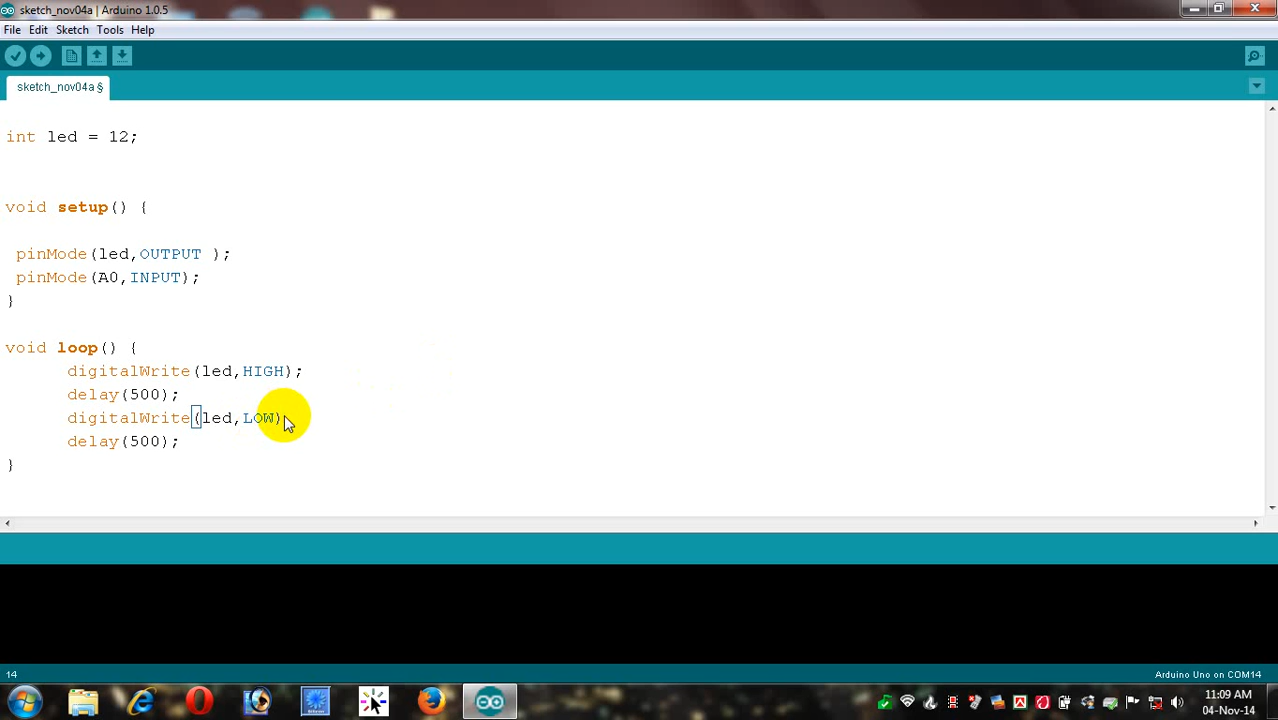 sketch_nov04a | Arduino 1.0.5
File Edit Sketch Tools Help
sketch_nov04a §
int led = 12;
void setup() {
pinMode(led,OUTPUT );
pinMode(A0,INPUT);
}
void loop() {
digitalWrite(led,HIGH);
delay(500);
digitalWrite(led,LOW)
delay(500);
}
14
Arduino Uno on COM14
11:09 AM
04-Nov-14